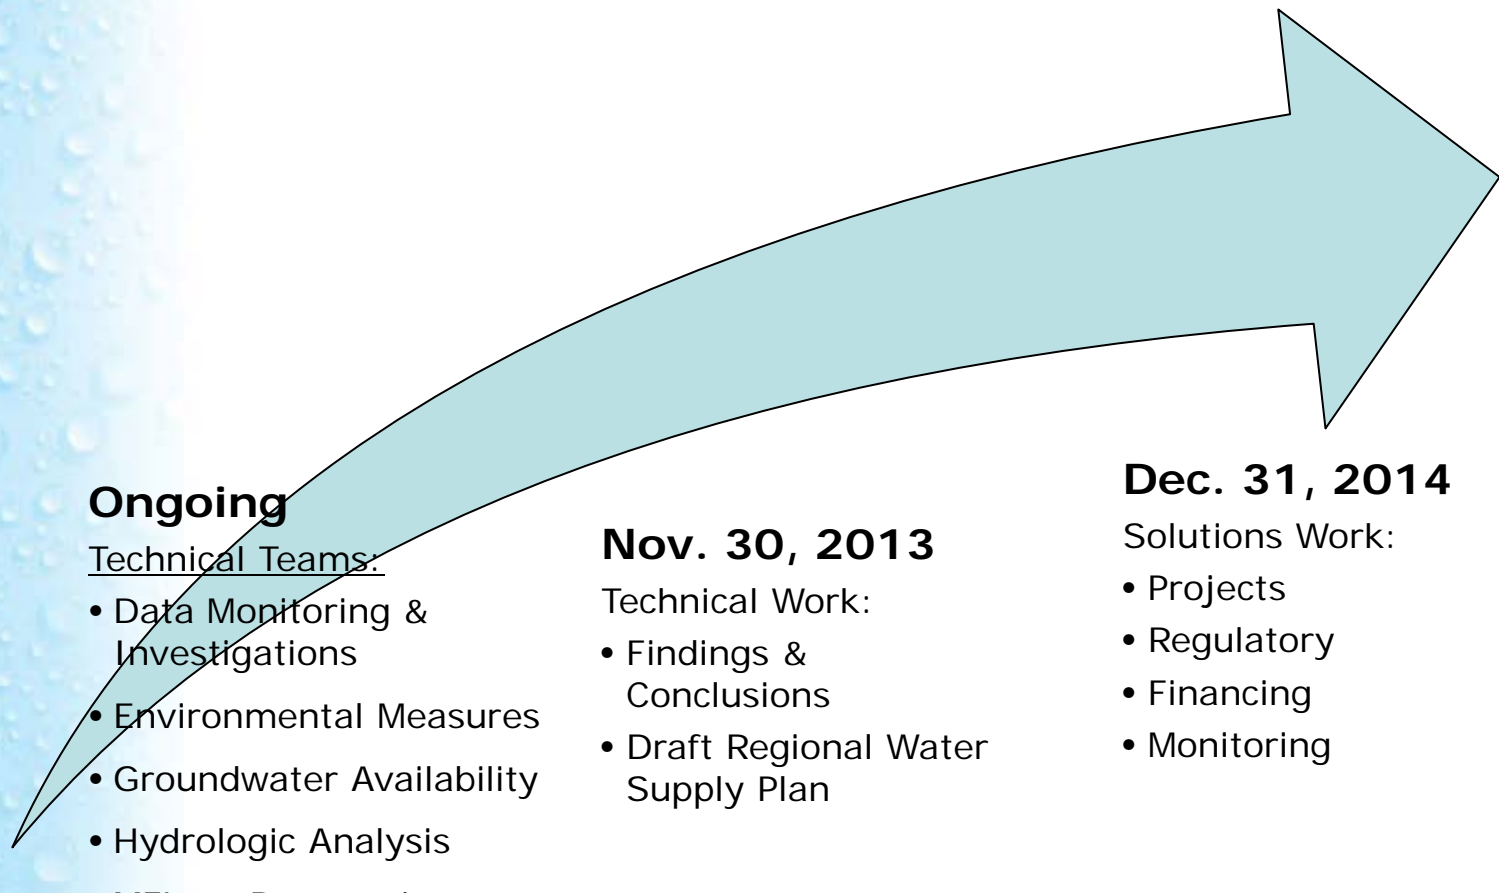 Ongoing
Technical Teams:
• Data Monitoring &
Investigations
• Environmental Measures
• Groundwater Availability
• Hydrologic Analysis
Nov. 30, 2013
Technical Work:
• Findings &
Conclusions
• Draft Regional Water
Supply Plan
Dec. 31, 2014
Solutions Work:
• Projects
• Regulatory
• Financing
• Monitoring